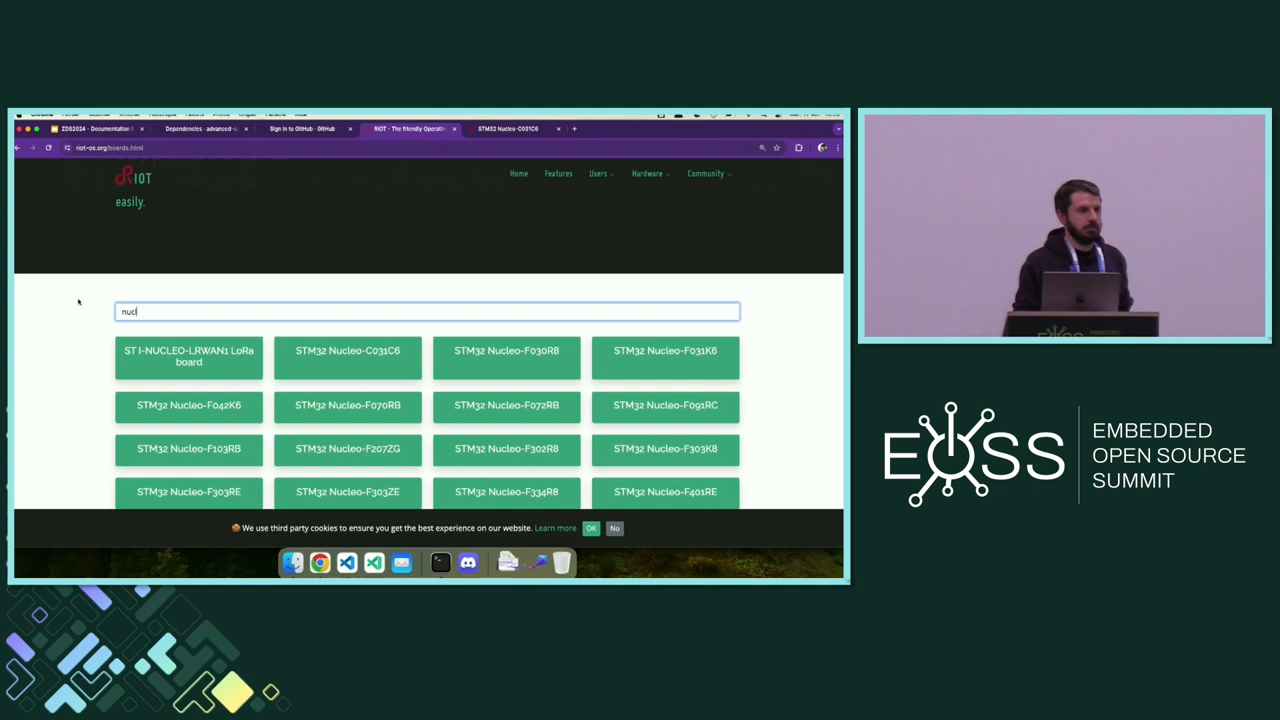 ZDS2024 - Documentation
Dependencies - advanced-
Sign in to GitHub · GitHub
RIOT - The friendly Operati
STM32 Nucleo-C031C6
riot-os.org/boards.html
RIOT
Home
Features
Users
Hardware
Community
easily.
nucl
ST I-NUCLEO-LRWAN1 LoRa
board
STM32 Nucleo-C031C6
STM32 Nucleo-F030R8
STM32 Nucleo-F031K6
STM32 Nucleo-F042K6
STM32 Nucleo-F070RB
STM32 Nucleo-F072RB
STM32 Nucleo-F091RC
STM32 Nucleo-F103RB
STM32 Nucleo-F207ZG
STM32 Nucleo-F302R8
STM32 Nucleo-F303K8
STM32 Nucleo-F303RE
STM32 Nucleo-F303ZE
STM32 Nucleo-F334R8
STM32 Nucleo-F401RE
We use third party cookies to ensure you get the best experience on our website. Learn more OK No
EOSS
EMBEDDED
OPEN SOURCE
SUMMIT